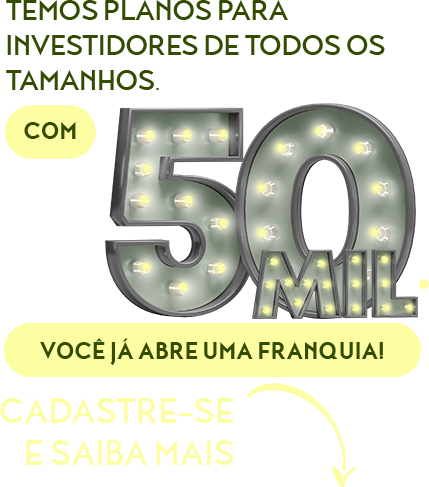 TEMOS PLANOS PARA
INVESTIDORES DE TODOS OS
TAMANHOS.
COM
50
MIL.
VOCÊ JÁ ABRE UMA FRANQUIA!
CADASTRE-SE
E SAIBA MAIS